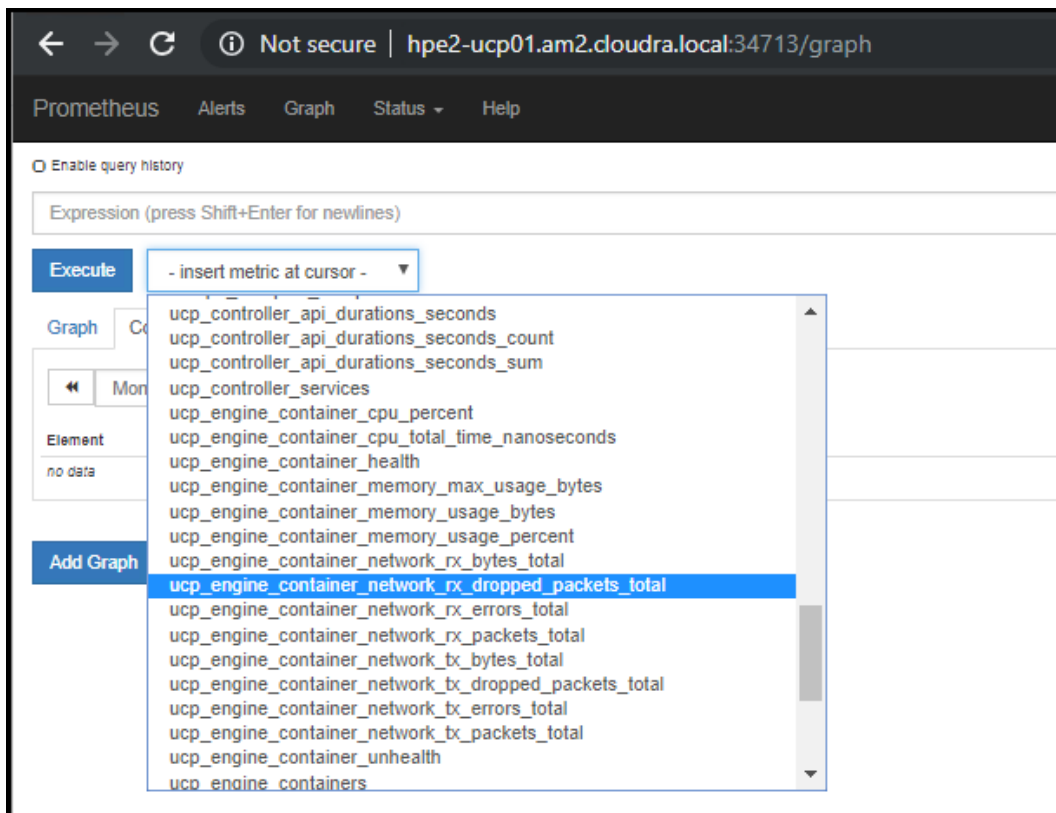 Not secure | hpe2-ucp01.am2.cloudra.local:34713/graph
Prometheus Alerts Graph Status Help
Enable query history
Expression (press Shift+Enter for newlines)
Execute - insert metric at cursor -
ucp_controller_api_durations_seconds
Graph
ucp_controller_api_durations_seconds_count
ucp_controller_api_durations_seconds_sum
Mon
ucp_controller_services
ucp_engine_container_cpu_percent
Element
ucp_engine_container_cpu_total_time_nanoseconds
ucp_engine_container_health
no data
ucp_engine_container_memory_max_usage_bytes
ucp_engine_container_memory_usage_bytes
ucp_engine_container_memory_usage_percent
Add Graph
ucp_engine_container_network_rx_bytes_total
ucp_engine_container_network_rx_dropped_packets_total
ucp_engine_container_network_rx_errors_total
ucp_engine_container_network_rx_packets_total
ucp_engine_container_network_tx_bytes_total
ucp_engine_container_network_tx_dropped_packets_total
ucp_engine_container_network_tx_errors_total
ucp_engine_container_network_tx_packets_total
ucp_engine_container_unhealth
ucp_engine_containers